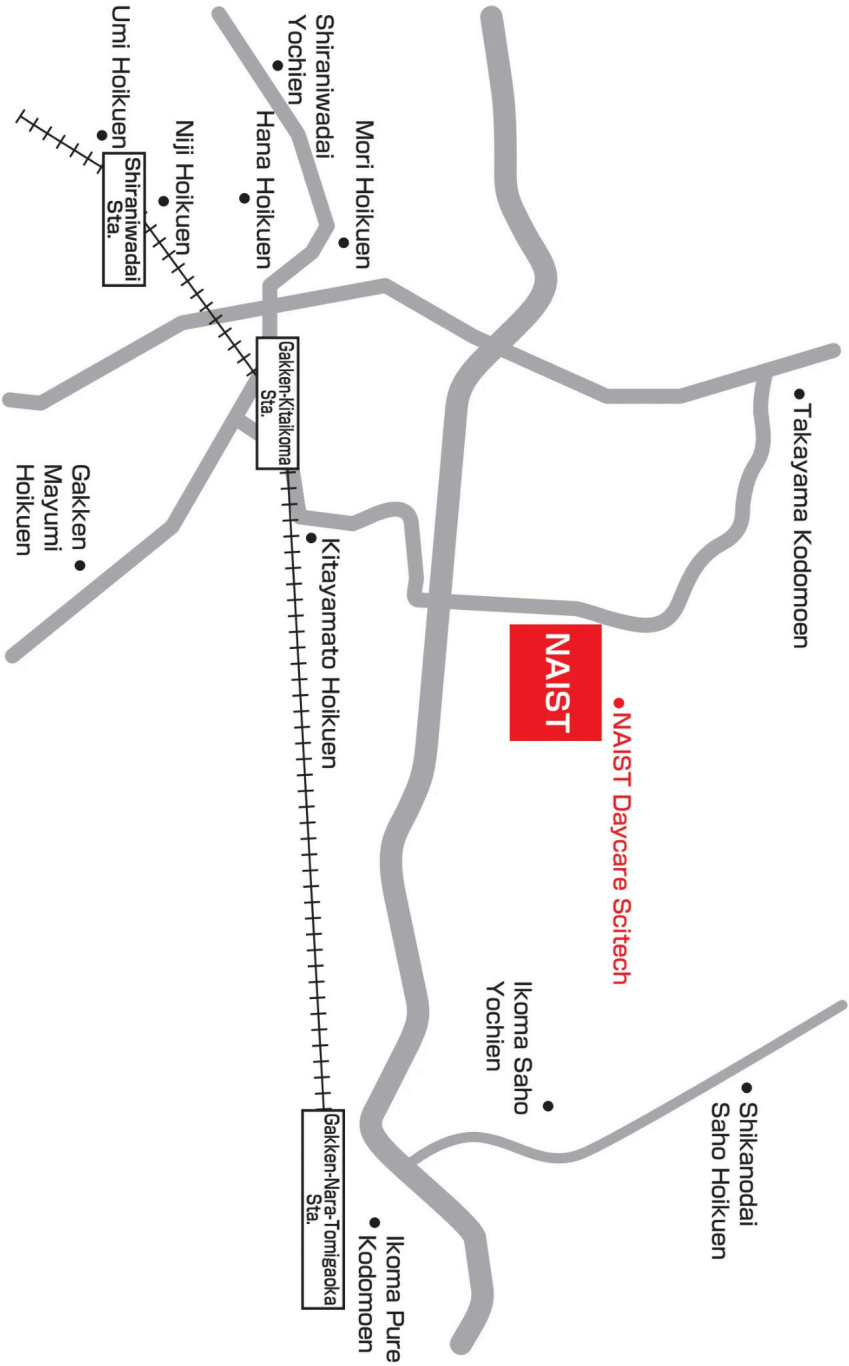 Takayama Kodomoen
Shikanodai
Saho Hoikuen
NAIST Daycare Scitech
NAIST
Ikoma Saho
Yochien
Mori Hoikuen
Shiraniwadai
Yochien
Hana Hoikuen
Ikoma Pure
Kodomoen
Kitayamato Hoikuen
Gakken-Nara-Tomigaoka
Sta.
Gakken-Kitaikoma
Sta.
Niji Hoikuen
Shiraniwadai
Sta.
Umi Hoikuen
Gakken
Mayumi
Hoikuen